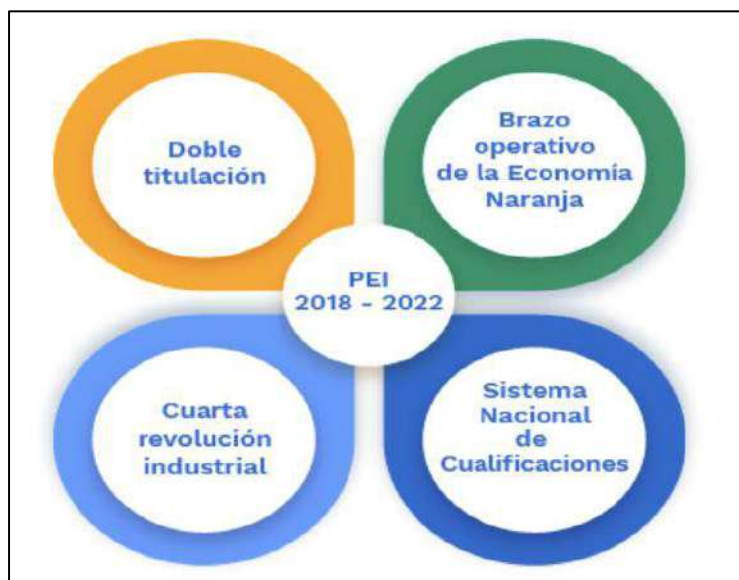 Doble
titulación
Brazo
operativo
de la Economía
Naranja
PEI
2018 - 2022
Cuarta
revolución
industrial
Sistema
Nacional
de
Cualificaciones